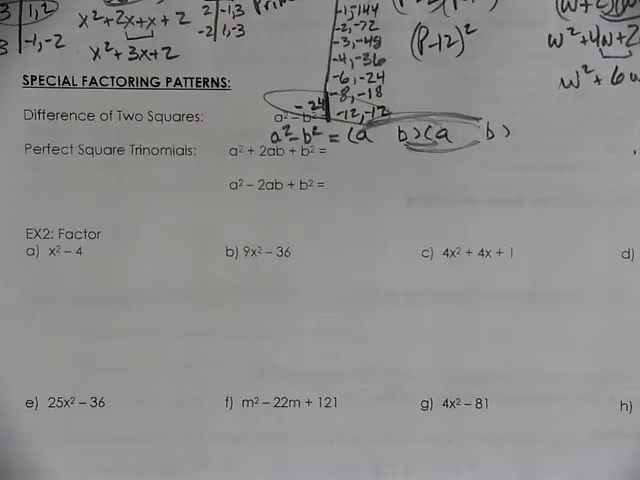 3 1, 2
3 -1, -2
x² + 2x + x + 2
x² + 3x + 2
2 -1, 3
-2 1, -3
-1, -144
-2, -72
-3, -48
-4, -36
-6, -24
-8, -18
-24 -12, -12
(P-12)²
w² + 4w + 2
w² + 6w
SPECIAL FACTORING PATTERNS:
Difference of Two Squares: a² – b² =
a² - b² = (a b)(a b)
Perfect Square Trinomials: a² + 2ab + b² =
a² – 2ab + b² =
EX2: Factor
a) x² – 4 b) 9x² – 36 c) 4x² + 4x + 1 d)
e) 25x² – 36 f) m² – 22m + 121 g) 4x² – 81 h)